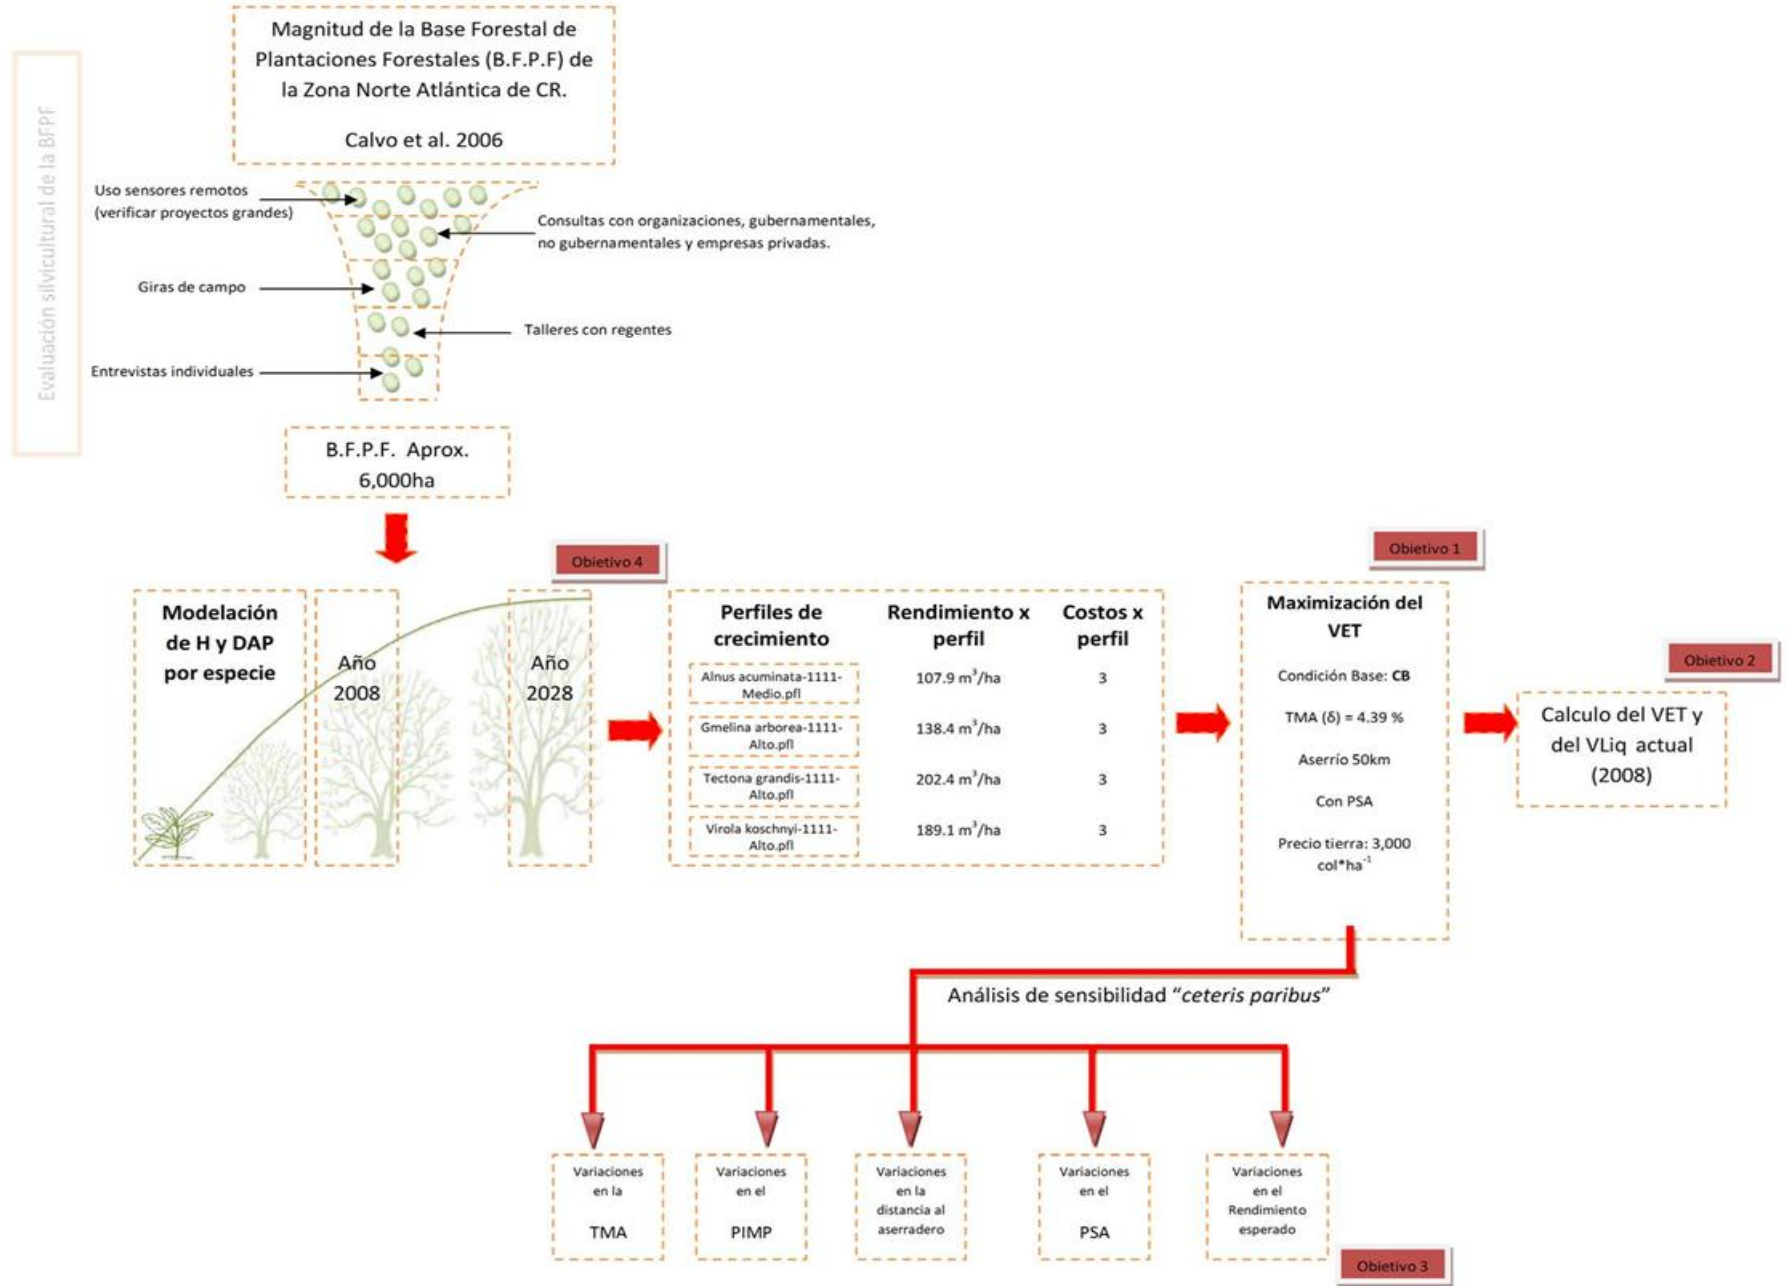 Magnitud de la Base Forestal de
Plantaciones Forestales (B.F.P.F) de
la Zona Norte Atlántica de CR.
Calvo et al. 2006
Evaluación silvicultural de la BFPF
Uso sensores remotos
(verificar proyectos grandes)
Consultas con organizaciones, gubernamentales,
no gubernamentales y empresas privadas.
Giras de campo
Talleres con regentes
Entrevistas individuales
B.F.P.F. Aprox.
6,000ha
Objetivo 4
Modelación
de H y DAP
por especie
Año
2008
Año
2028
Perfiles de
crecimiento
Rendimiento x
perfil
Costos x
perfil
Alnus acuminata-1111-
Medio.pfl
107.9 m³/ha
3
Gmelina arborea-1111-
Alto.pfl
138.4 m³/ha
3
Tectona grandis-1111-
Alto.pfl
202.4 m³/ha
3
Virola koschnyi-1111-
Alto.pfl
189.1 m³/ha
3
Objetivo 1
Maximización del
VET
Condición Base: CB
TMA (δ) = 4.39 %
Aserrío 50km
Con PSA
Precio tierra: 3,000
col*ha⁻¹
Objetivo 2
Calculo del VET y
del VLiq actual
(2008)
Análisis de sensibilidad “ceteris paribus”
Variaciones
en la
TMA
Variaciones
en el
PIMP
Variaciones
en la
distancia al
aserradero
Variaciones
en el
PSA
Variaciones
en el
Rendimiento
esperado
Objetivo 3